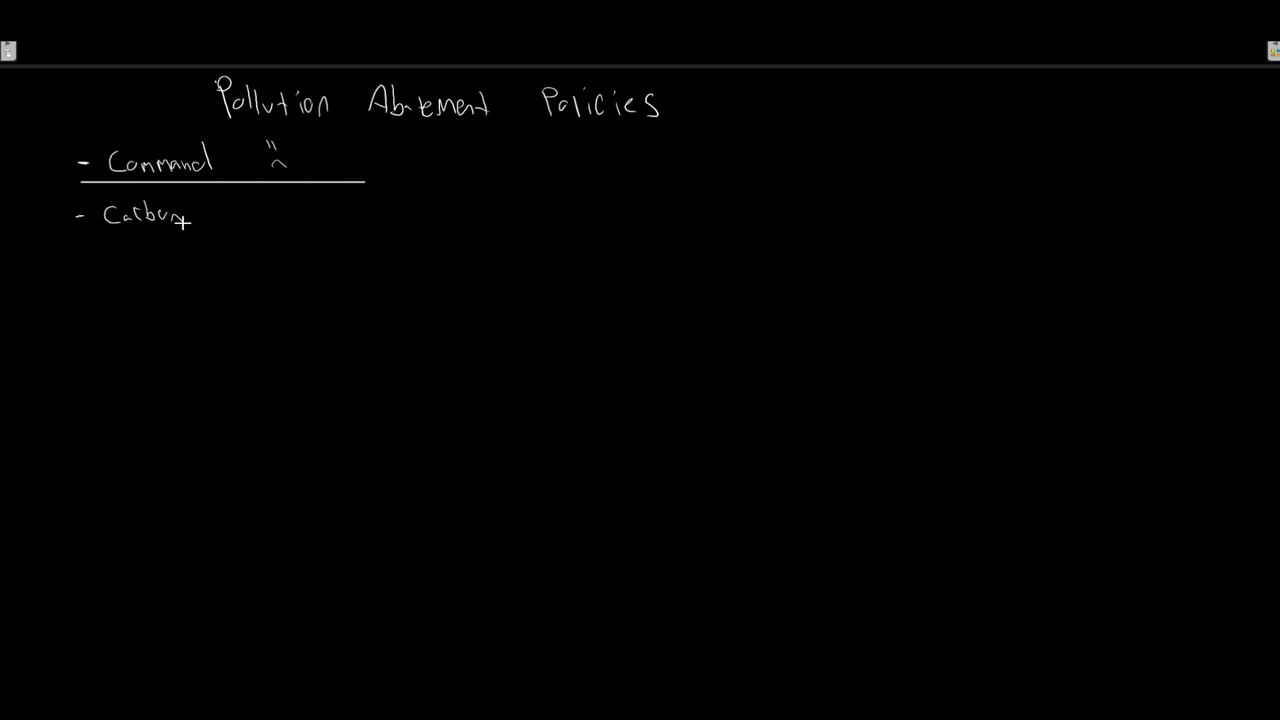 Pollution Abatement Policies
- Command "
- Carbon